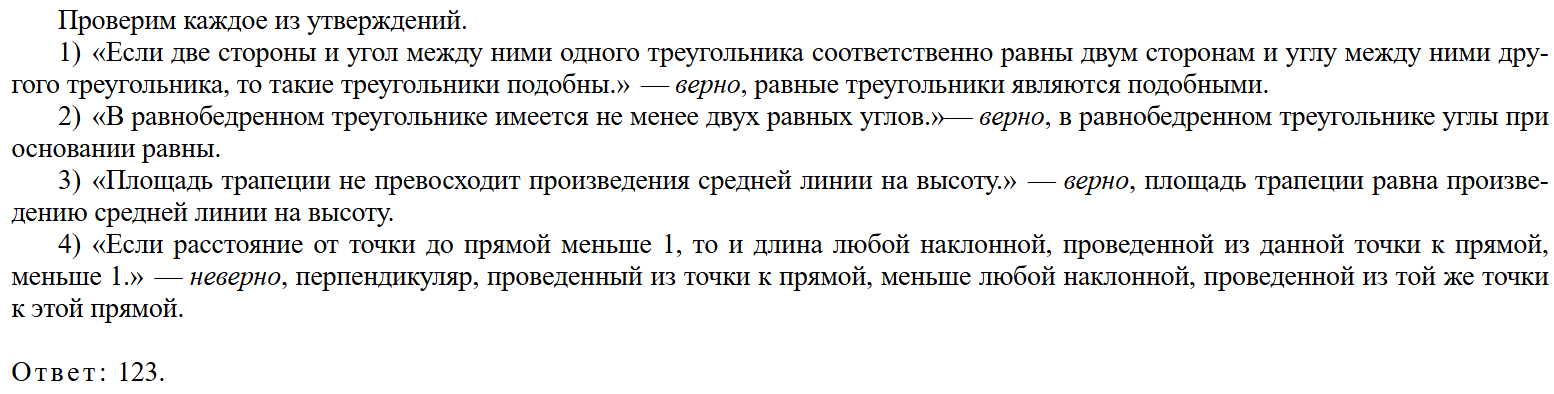 Проверим каждое из утверждений.
1) «Если две стороны и угол между ними одного треугольника соответственно равны двум сторонам и углу между ними дру-
гого треугольника, то такие треугольники подобны.» — верно, равные треугольники являются подобными.
2) «В равнобедренном треугольнике имеется не менее двух равных углов.»— верно, в равнобедренном треугольнике углы при
основании равны.
3) «Площадь трапеции не превосходит произведения средней линии на высоту.» — верно, площадь трапеции равна произве-
дению средней линии на высоту.
4) «Если расстояние от точки до прямой меньше 1, то и длина любой наклонной, проведенной из данной точки к прямой,
меньше 1.» — неверно, перпендикуляр, проведенный из точки к прямой, меньше любой наклонной, проведенной из той же точки
к этой прямой.
Ответ: 123.